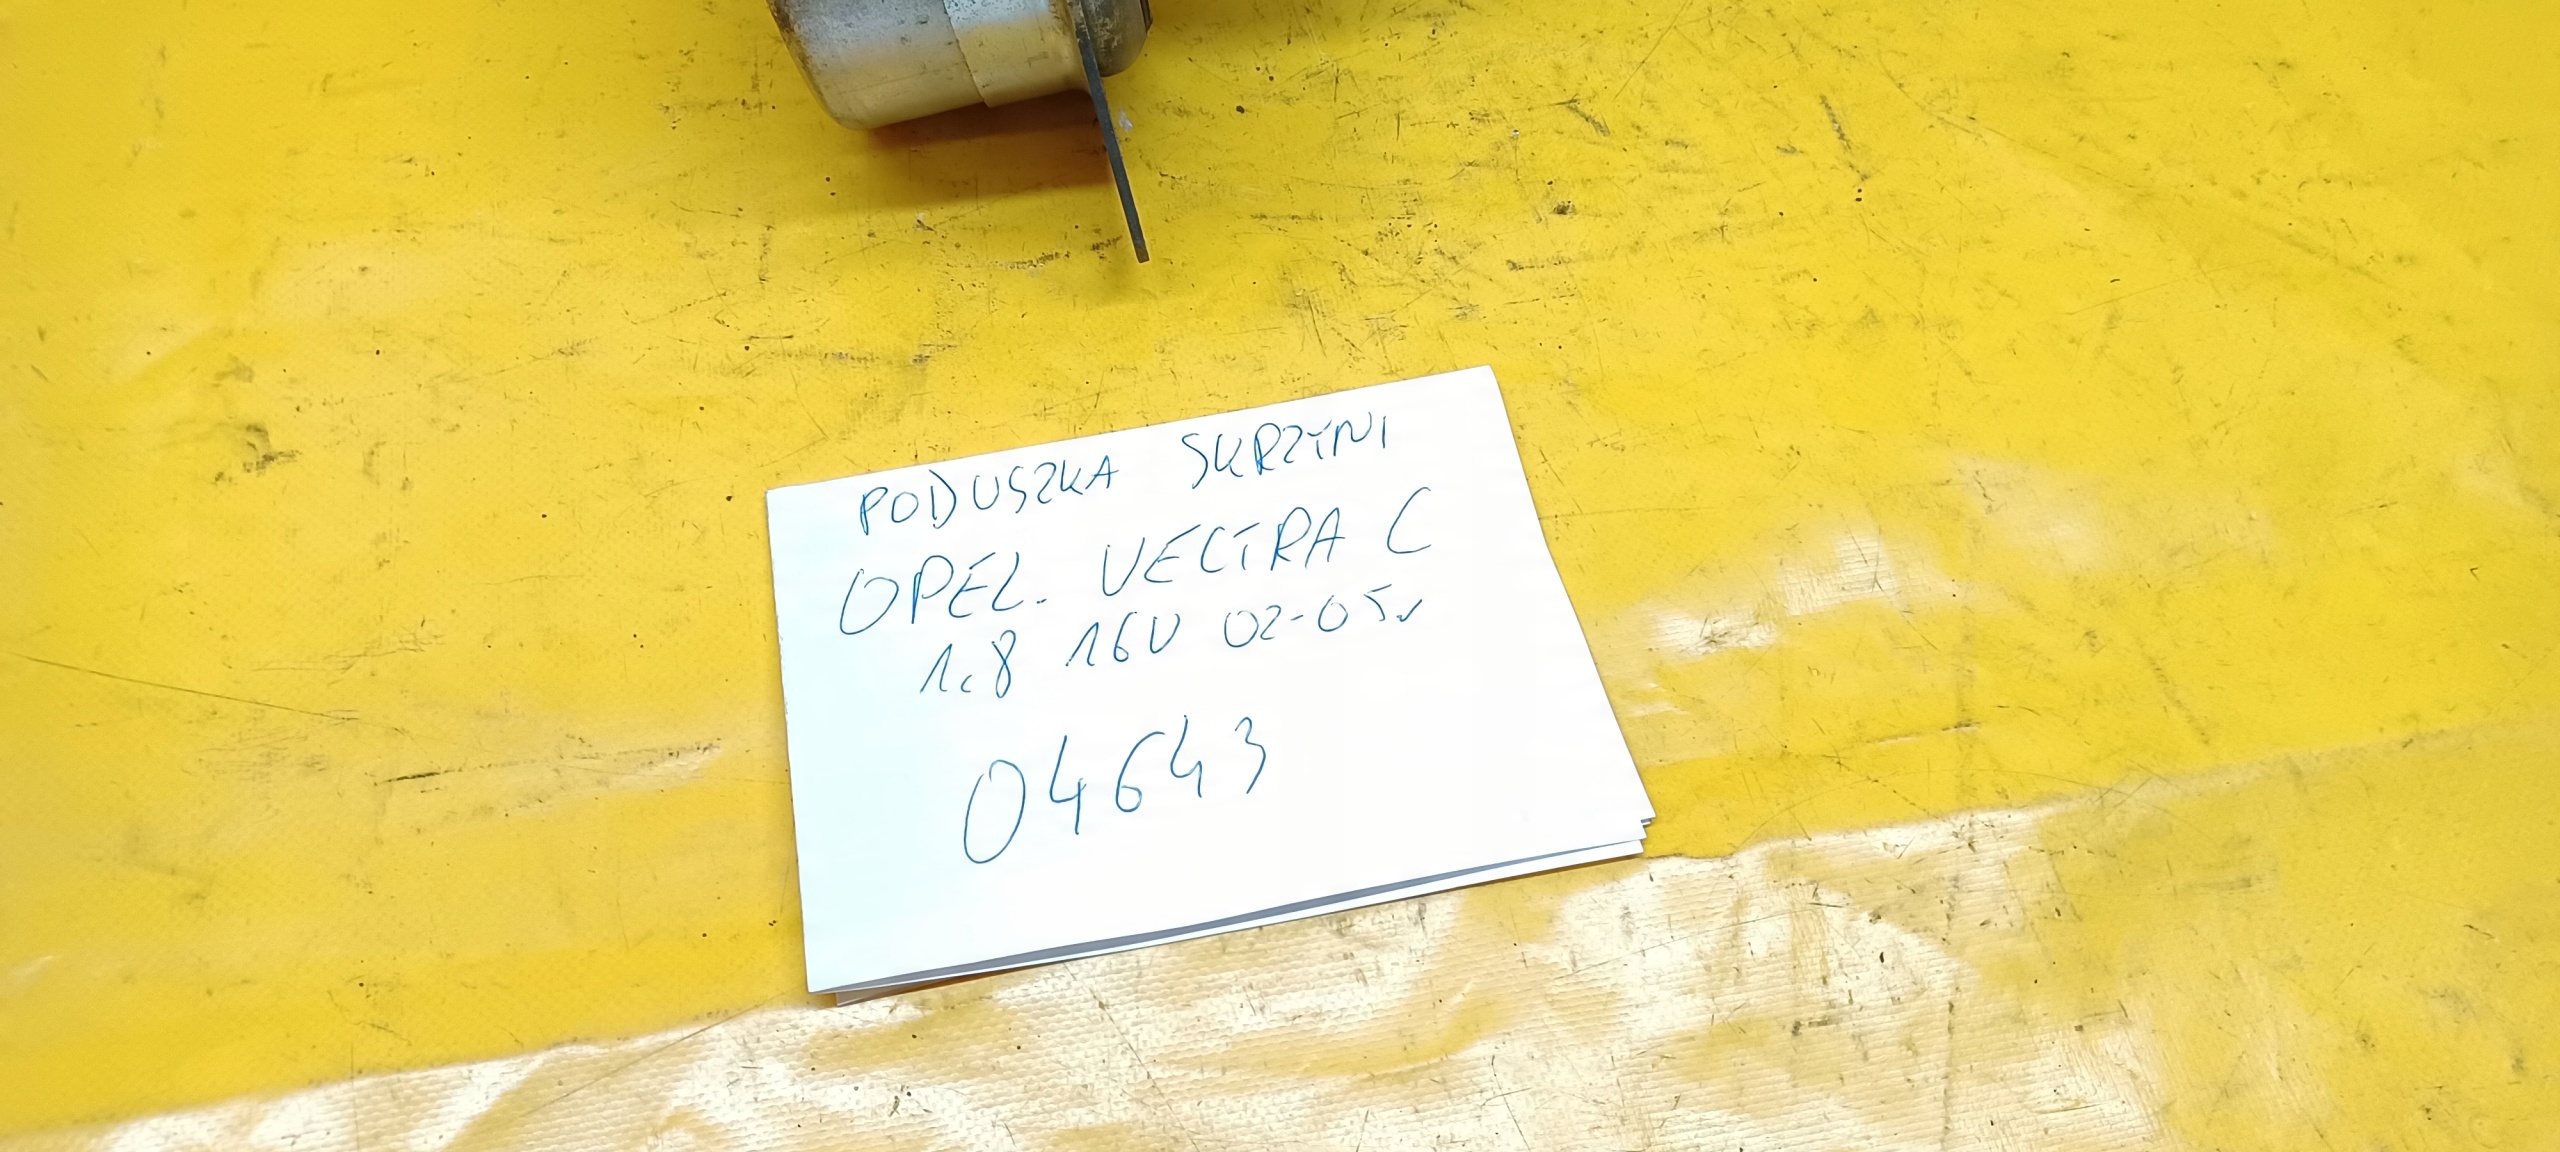 PODUSZKA SKRZYNI
OPEL. VECTRA C
1.8 16V 02-05r
04643